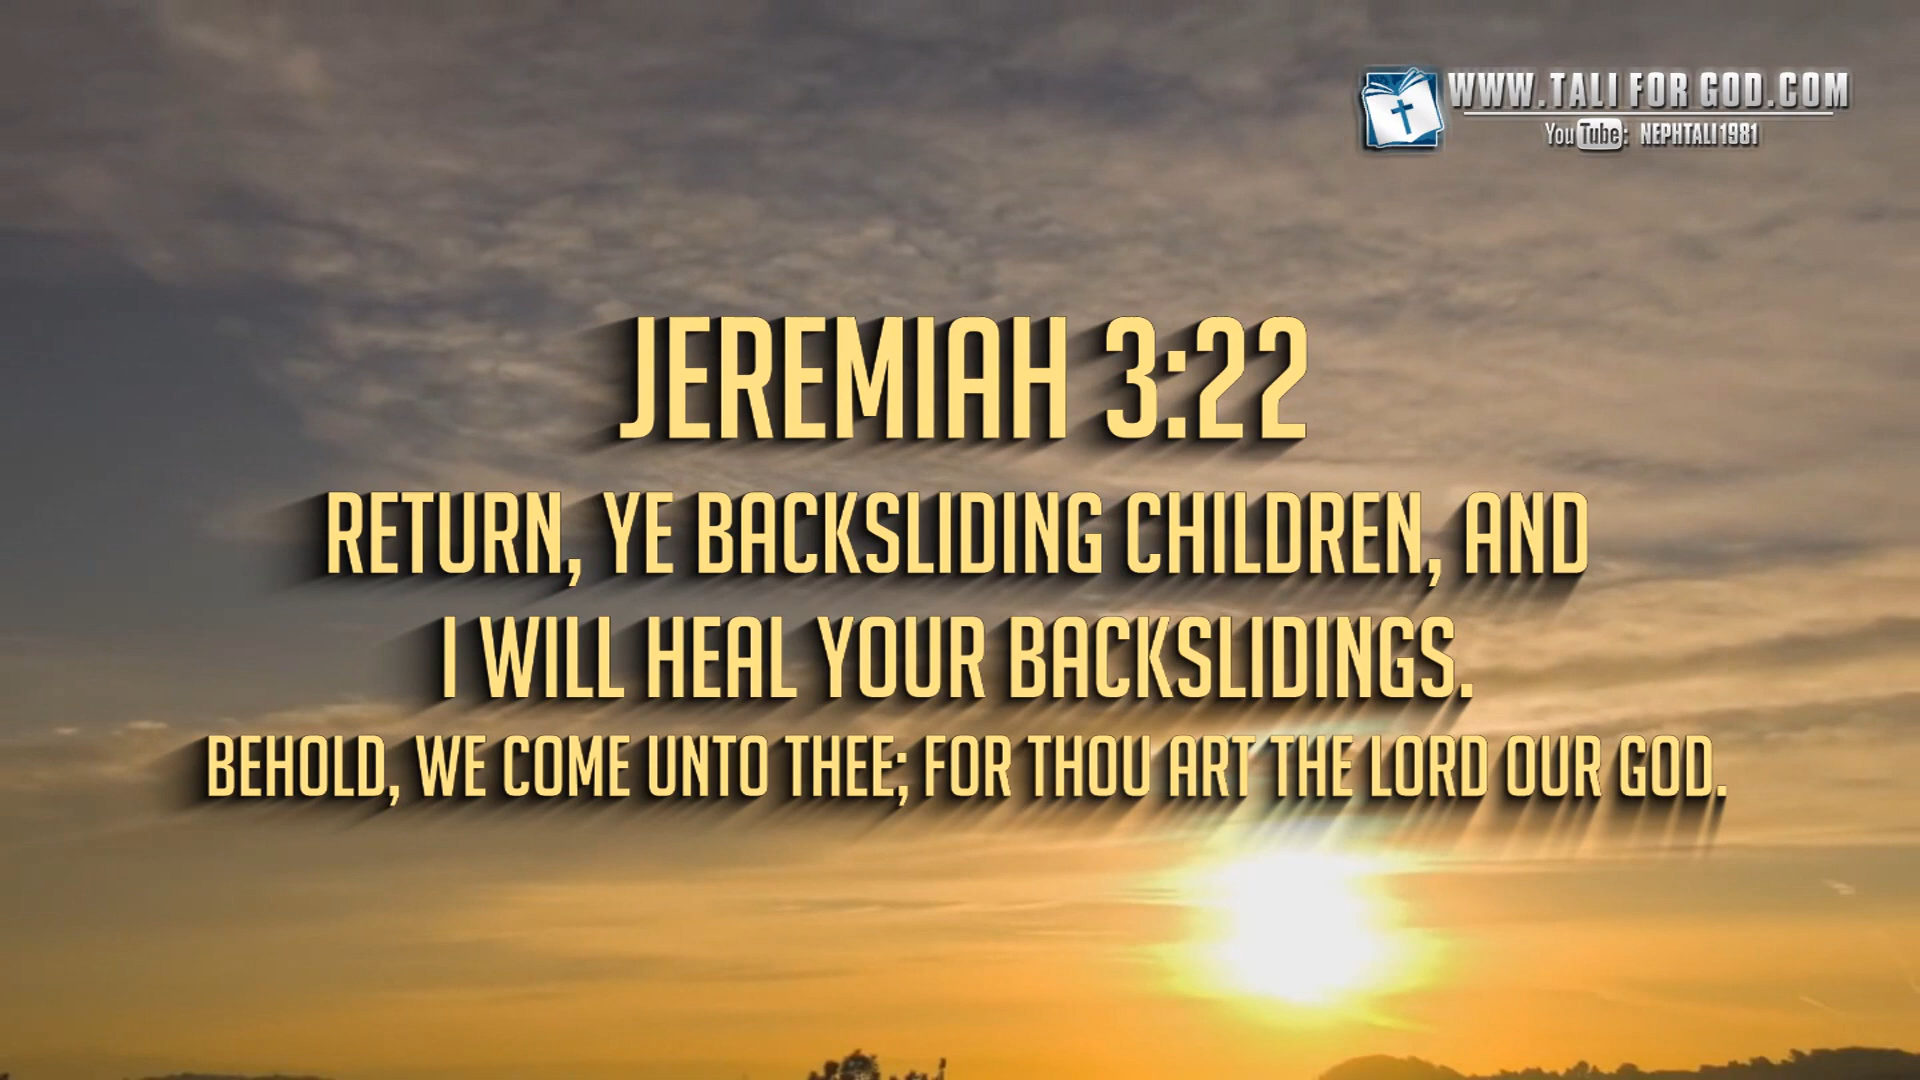 WWW.TALI FOR GOD.COM
YouTube: NEPHTALI1981
JEREMIAH 3:22
RETURN, YE BACKSLIDING CHILDREN, AND
I WILL HEAL YOUR BACKSLIDINGS.
BEHOLD, WE COME UNTO THEE; FOR THOU ART THE LORD OUR GOD.